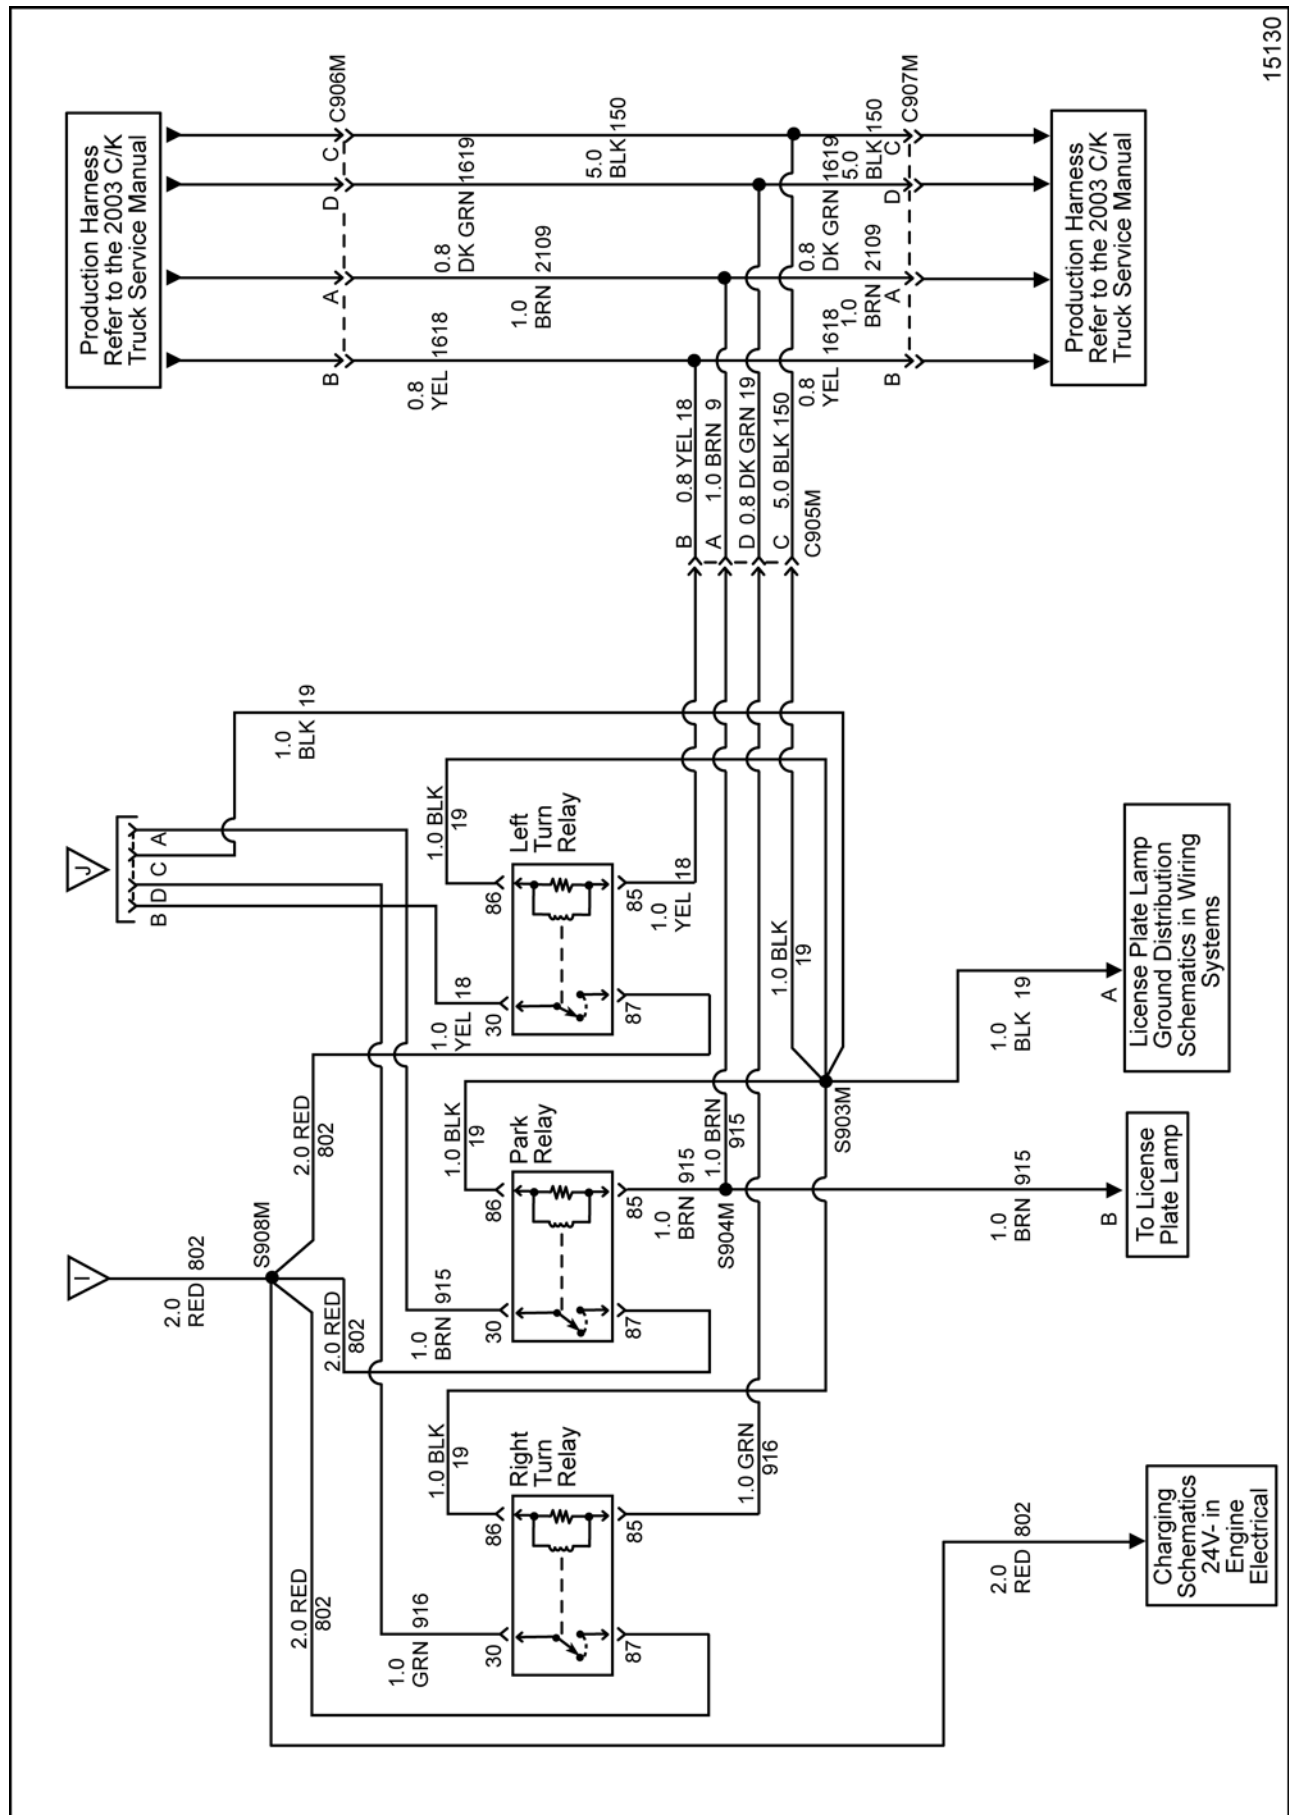 Production Harness
Refer to the 2003 C/K
Truck Service Manual
C906M
B
A
D
C
0.8
YEL 1618
1.0
BRN 2109
0.8
DK GRN 1619
5.0
BLK 150
B 0.8 YEL 18
A 1.0 BRN 9
D 0.8 DK GRN 19
C 5.0 BLK 150
C905M
0.8
YEL 1618
1.0
BRN 2109
0.8
DK GRN 1619
5.0
BLK 150
B
A
D
C
C907M
Production Harness
Refer to the 2003 C/K
Truck Service Manual
15130
J
B
D
C
A
1.0
BLK 19
1.0 BLK
19
Left
Turn
Relay
86
85
30
87
1.0
YEL 18
1.0
YEL 18
1.0 BLK
19
I
2.0
RED 802
S908M
2.0 RED
802
2.0 RED
802
2.0 RED
802
1.0 BLK
19
Park
Relay
86
85
30
87
1.0
BRN 915
1.0
BRN 915
1.0 BRN
915
S904M
S903M
1.0 BLK
19
Right
Turn
Relay
86
85
30
87
1.0
GRN 916
1.0 GRN
916
1.0
BLK 19
A
License Plate Lamp
Ground Distribution
Schematics in Wiring
Systems
1.0
BRN 915
B
To License
Plate Lamp
2.0
RED 802
Charging
Schematics
24V- in
Engine
Electrical